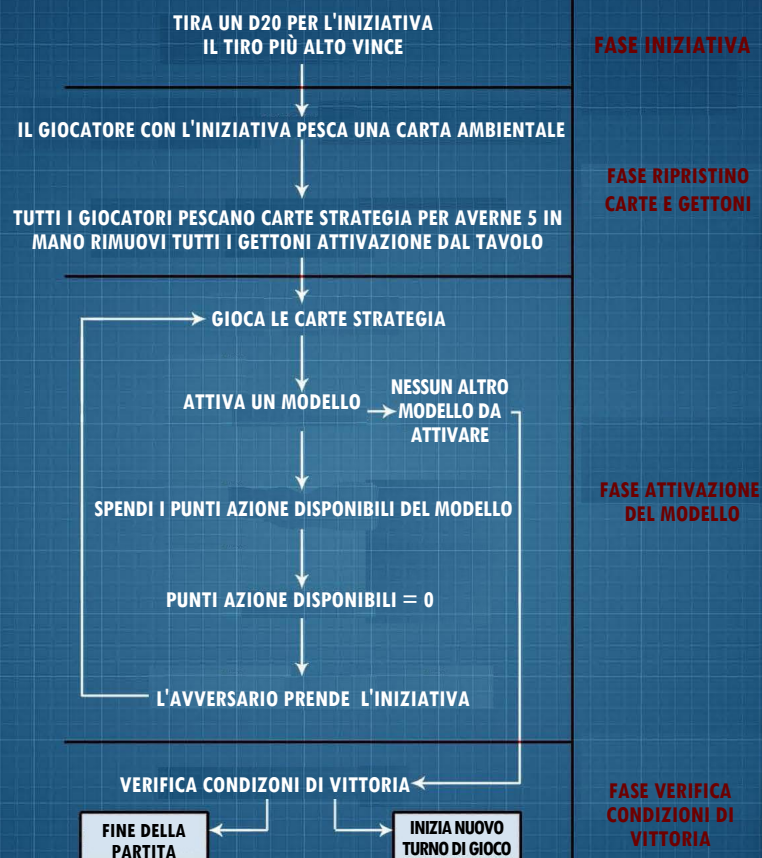 TIRA UN D20 PER L'INIZIATIVA
IL TIRO PIÙ ALTO VINCE
FASE INIZIATIVA
IL GIOCATORE CON L'INIZIATIVA PESCA UNA CARTA AMBIENTALE
FASE RIPRISTINO
CARTE E GETTONI
TUTTI I GIOCATORI PESCANO CARTE STRATEGIA PER AVERNE 5 IN
MANO RIMUOVI TUTTI I GETTONI ATTIVAZIONE DAL TAVOLO
GIOCA LE CARTE STRATEGIA
ATTIVA UN MODELLO
NESSUN ALTRO
MODELLO DA
ATTIVARE
SPENDI I PUNTI AZIONE DISPONIBILI DEL MODELLO
FASE ATTIVAZIONE
DEL MODELLO
PUNTI AZIONE DISPONIBILI = 0
L'AVVERSARIO PRENDE L'INIZIATIVA
VERIFICA CONDIZONI DI VITTORIA
FASE VERIFICA
CONDIZIONI DI
VITTORIA
FINE DELLA
PARTITA
INIZIA NUOVO
TURNO DI GIOCO